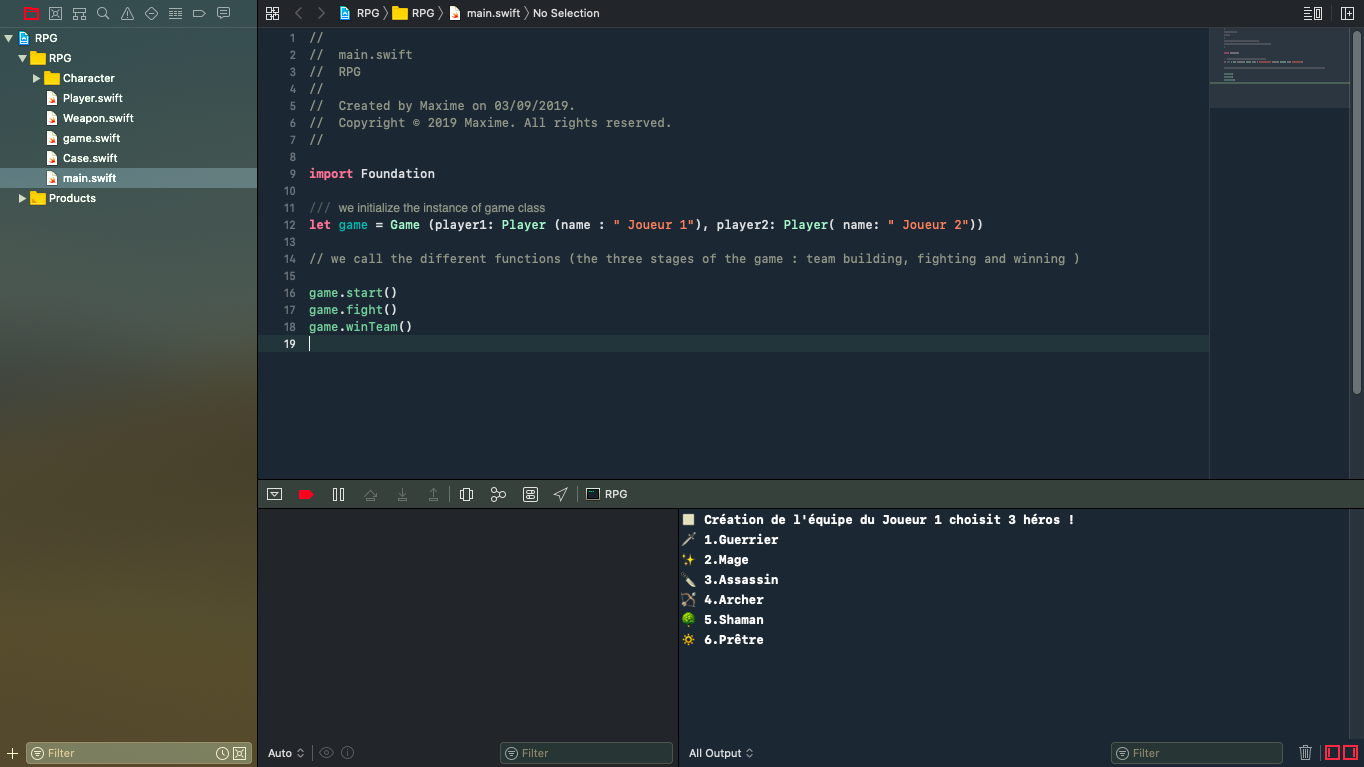 RPG
RPG
Character
Player.swift
Weapon.swift
game.swift
Case.swift
main.swift
Products
Filter
RPG
RPG
main.swift
No Selection
1 //
2 //  main.swift
3 //  RPG
4 //
5 //  Created by Maxime on 03/09/2019.
6 //  Copyright © 2019 Maxime. All rights reserved.
7 //
8
9 import Foundation
10
11 /// we initialize the instance of game class
12 let game = Game (player1: Player (name : " Joueur 1"), player2: Player( name: " Joueur 2"))
13
14 // we call the different functions (the three stages of the game : team building, fighting and winning )
15
16 game.start()
17 game.fight()
18 game.winTeam()
19
RPG
Création de l'équipe du Joueur 1 choisit 3 héros !
1.Guerrier
2.Mage
3.Assassin
4.Archer
5.Shaman
6.Prêtre
Auto
Filter
All Output
Filter